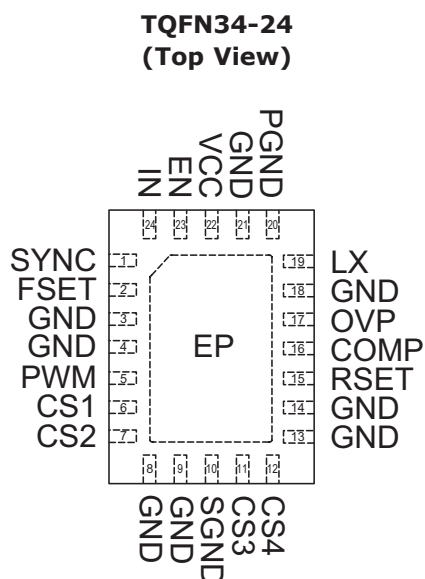 TQFN34-24
(Top View)
IN
EN
VCC
GND
PGND
24
23
22
21
20
SYNC 1
FSET 2
GND 3
GND 4
PWM 5
CS1 6
CS2 7
EP
19 LX
18 GND
17 OVP
16 COMP
15 RSET
14 GND
13 GND
8
9
10
11
12
GND
GND
SGND
CS3
CS4